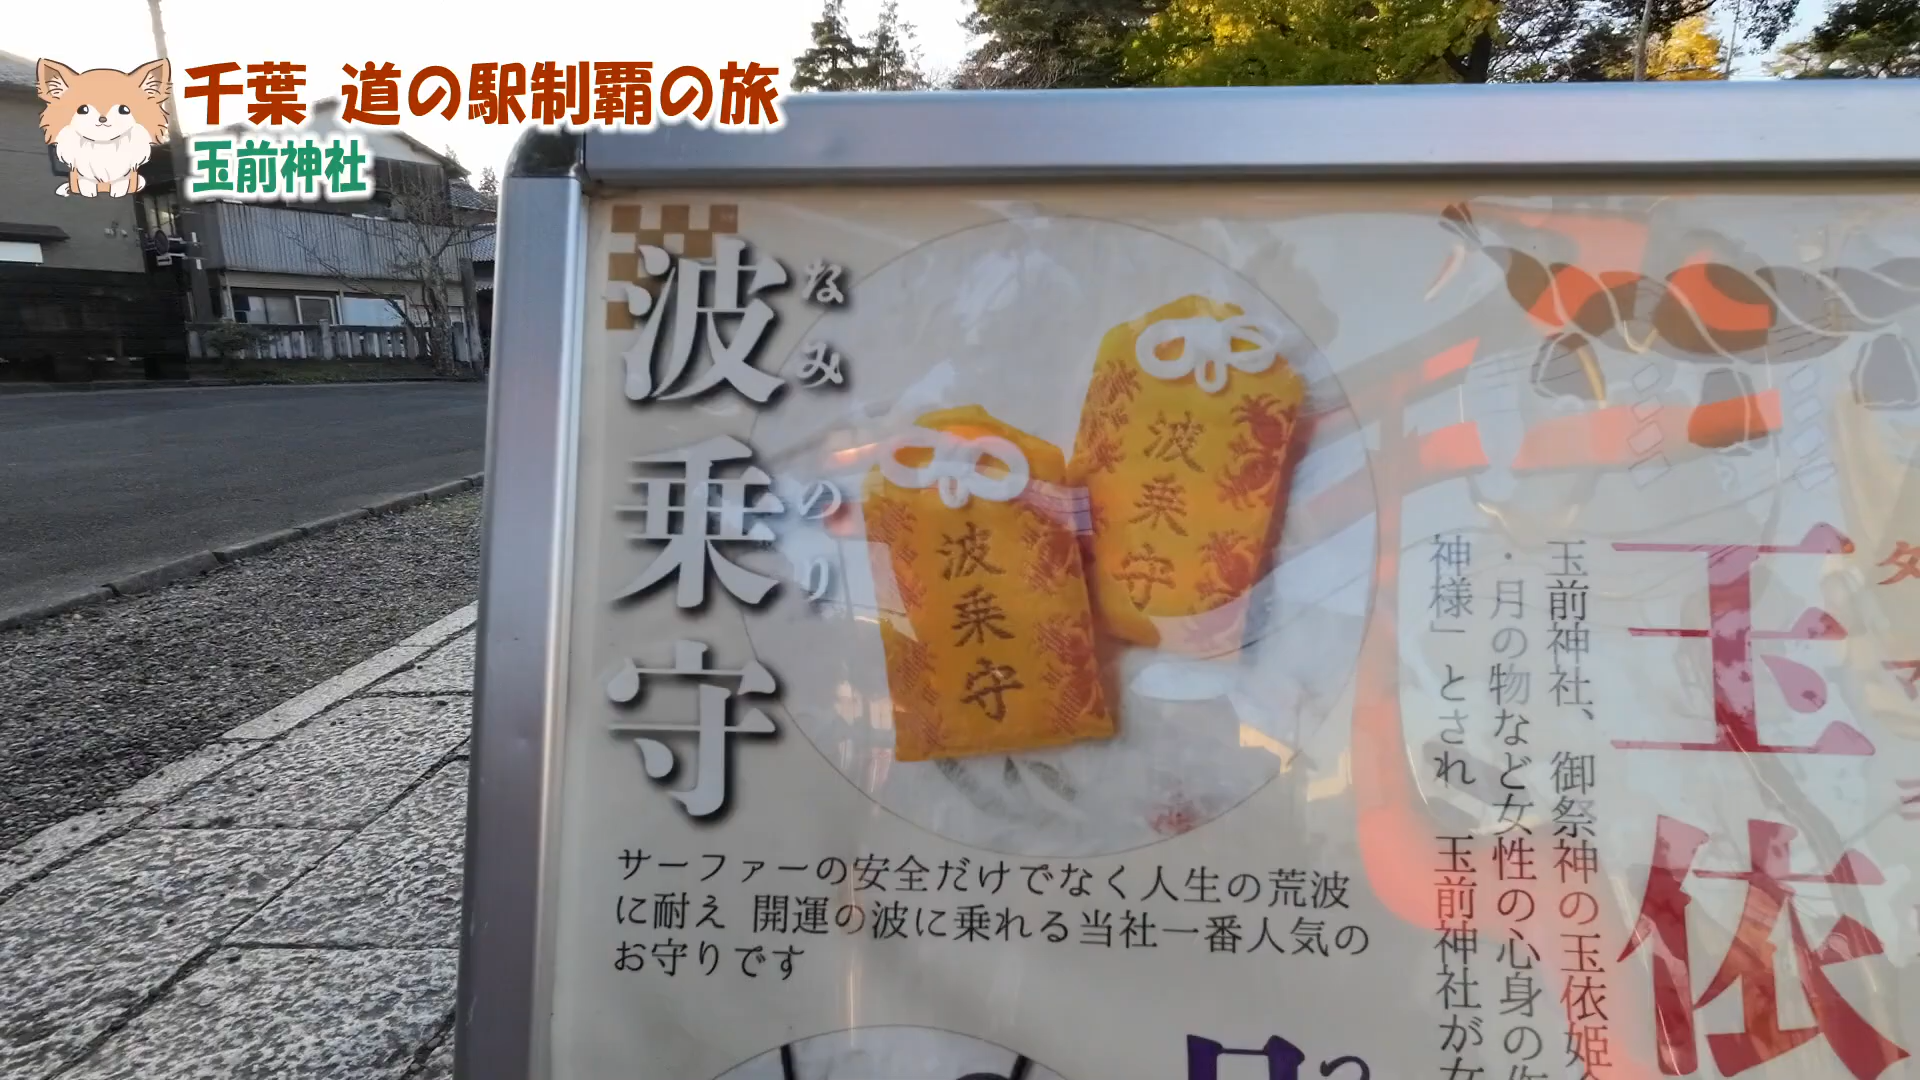 千葉 道の駅制覇の旅
玉前神社
波乗守
なみ
のり
波乗守
波乗守
サーファーの安全だけでなく人生の荒波
に耐え 開運の波に乗れる当社一番人気の
お守りです
玉依
玉前神社、御祭神の玉依姫
・月の物など女性の心身の
神様」とされ 玉前神社が